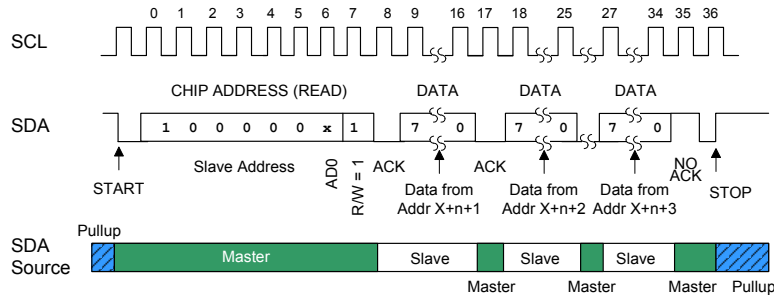 0 1 2 3 4 5 6 7 8 9 16 17 18 25 27 34 35 36
SCL
CHIP ADDRESS (READ) DATA DATA DATA
SDA
1 0 0 0 0 0 x 1 7 0 7 0 7 0
START
Slave Address
AD0
R/W = 1
ACK
Data from
Addr X+n+1
ACK
Data from
Addr X+n+2
Data from
Addr X+n+3
NO
ACK
STOP
Pullup
SDA
Source
Master Slave Slave Slave
Master Master Master Pullup